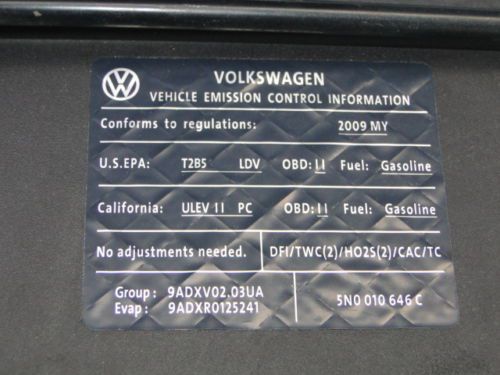 VOLKSWAGEN
VEHICLE EMISSION CONTROL INFORMATION
Conforms to regulations: 2009 MY
U.S.EPA: T2B5 LDV OBD: II Fuel: Gasoline
California: ULEV II PC OBD: II Fuel: Gasoline
No adjustments needed. DFI/TWC(2)/HO2S(2)/CAC/TC
Group : 9ADXV02.03UA
Evap : 9ADXR0125241
5N0 010 646 C